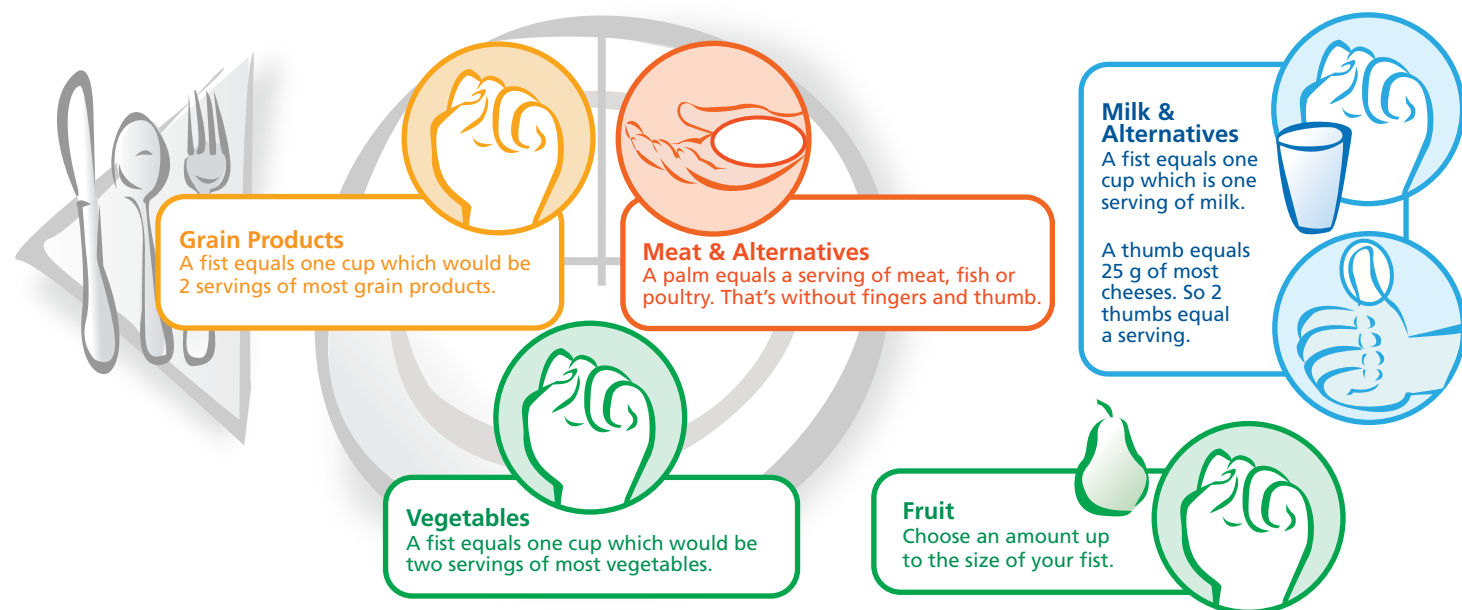 Grain Products
A fist equals one cup which would be
2 servings of most grain products.
Meat & Alternatives
A palm equals a serving of meat, fish or
poultry. That’s without fingers and thumb.
Milk &
Alternatives
A fist equals one
cup which is one
serving of milk.
A thumb equals
25 g of most
cheeses. So 2
thumbs equal
a serving.
Vegetables
A fist equals one cup which would be
two servings of most vegetables.
Fruit
Choose an amount up
to the size of your fist.